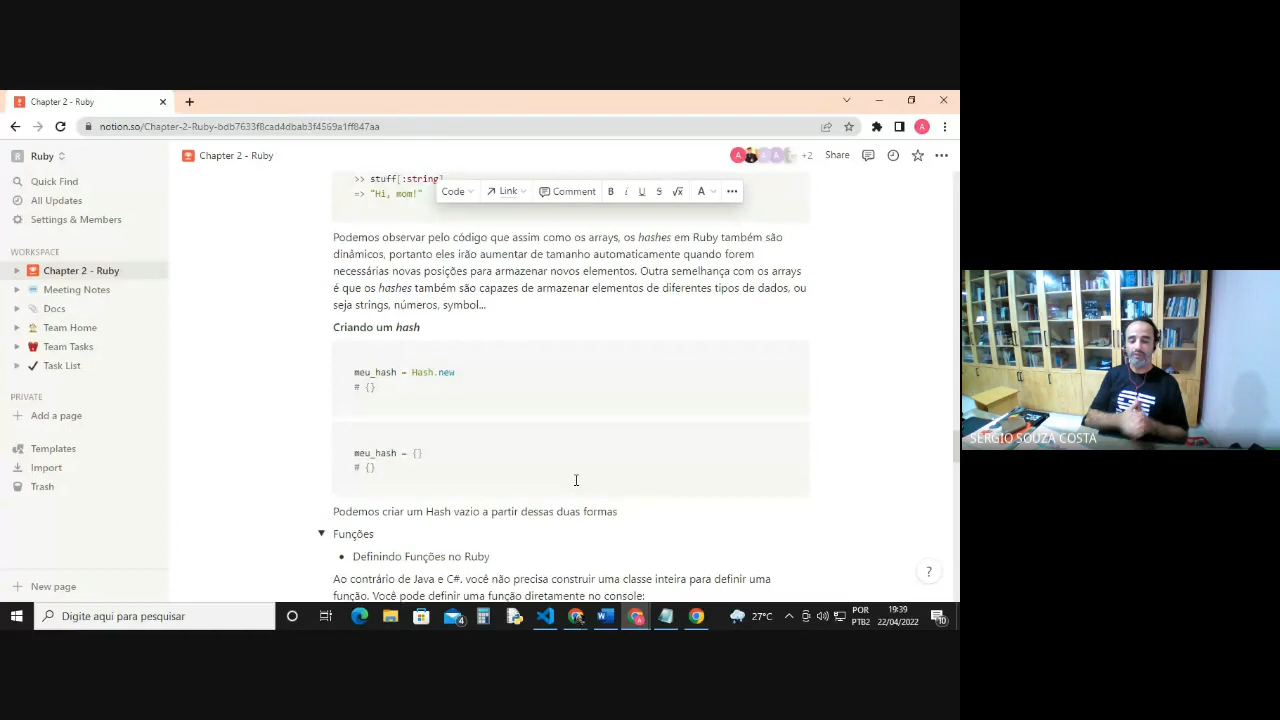 Chapter 2 - Ruby
notion.so/Chapter-2-Ruby-bdb7633f8cad4dbab3f4569a1ff847aa
A
R Ruby
Chapter 2 - Ruby
A A A +2
Share
Quick Find
All Updates
Settings & Members
WORKSPACE
Chapter 2 - Ruby
Meeting Notes
Docs
Team Home
Team Tasks
Task List
PRIVATE
Add a page
Templates
Import
Trash
New page
>> stuff[:string]
=> "Hi, mom!"
Code Link Comment B i U S √x A
Podemos observar pelo código que assim como os arrays, os hashes em Ruby também são
dinâmicos, portanto eles irão aumentar de tamanho automaticamente quando forem
necessárias novas posições para armazenar novos elementos. Outra semelhança com os arrays
é que os hashes também são capazes de armazenar elementos de diferentes tipos de dados, ou
seja strings, números, symbol...
Criando um hash
meu_hash = Hash.new
# {}
meu_hash = {}
# {}
Podemos criar um Hash vazio a partir dessas duas formas
Funções
Definindo Funções no Ruby
Ao contrário de Java e C#, você não precisa construir uma classe inteira para definir uma
função. Você pode definir uma função diretamente no console:
?
SERGIO SOUZA COSTA
Digite aqui para pesquisar
4
27°C
POR
PTB2
19:39
22/04/2022
10